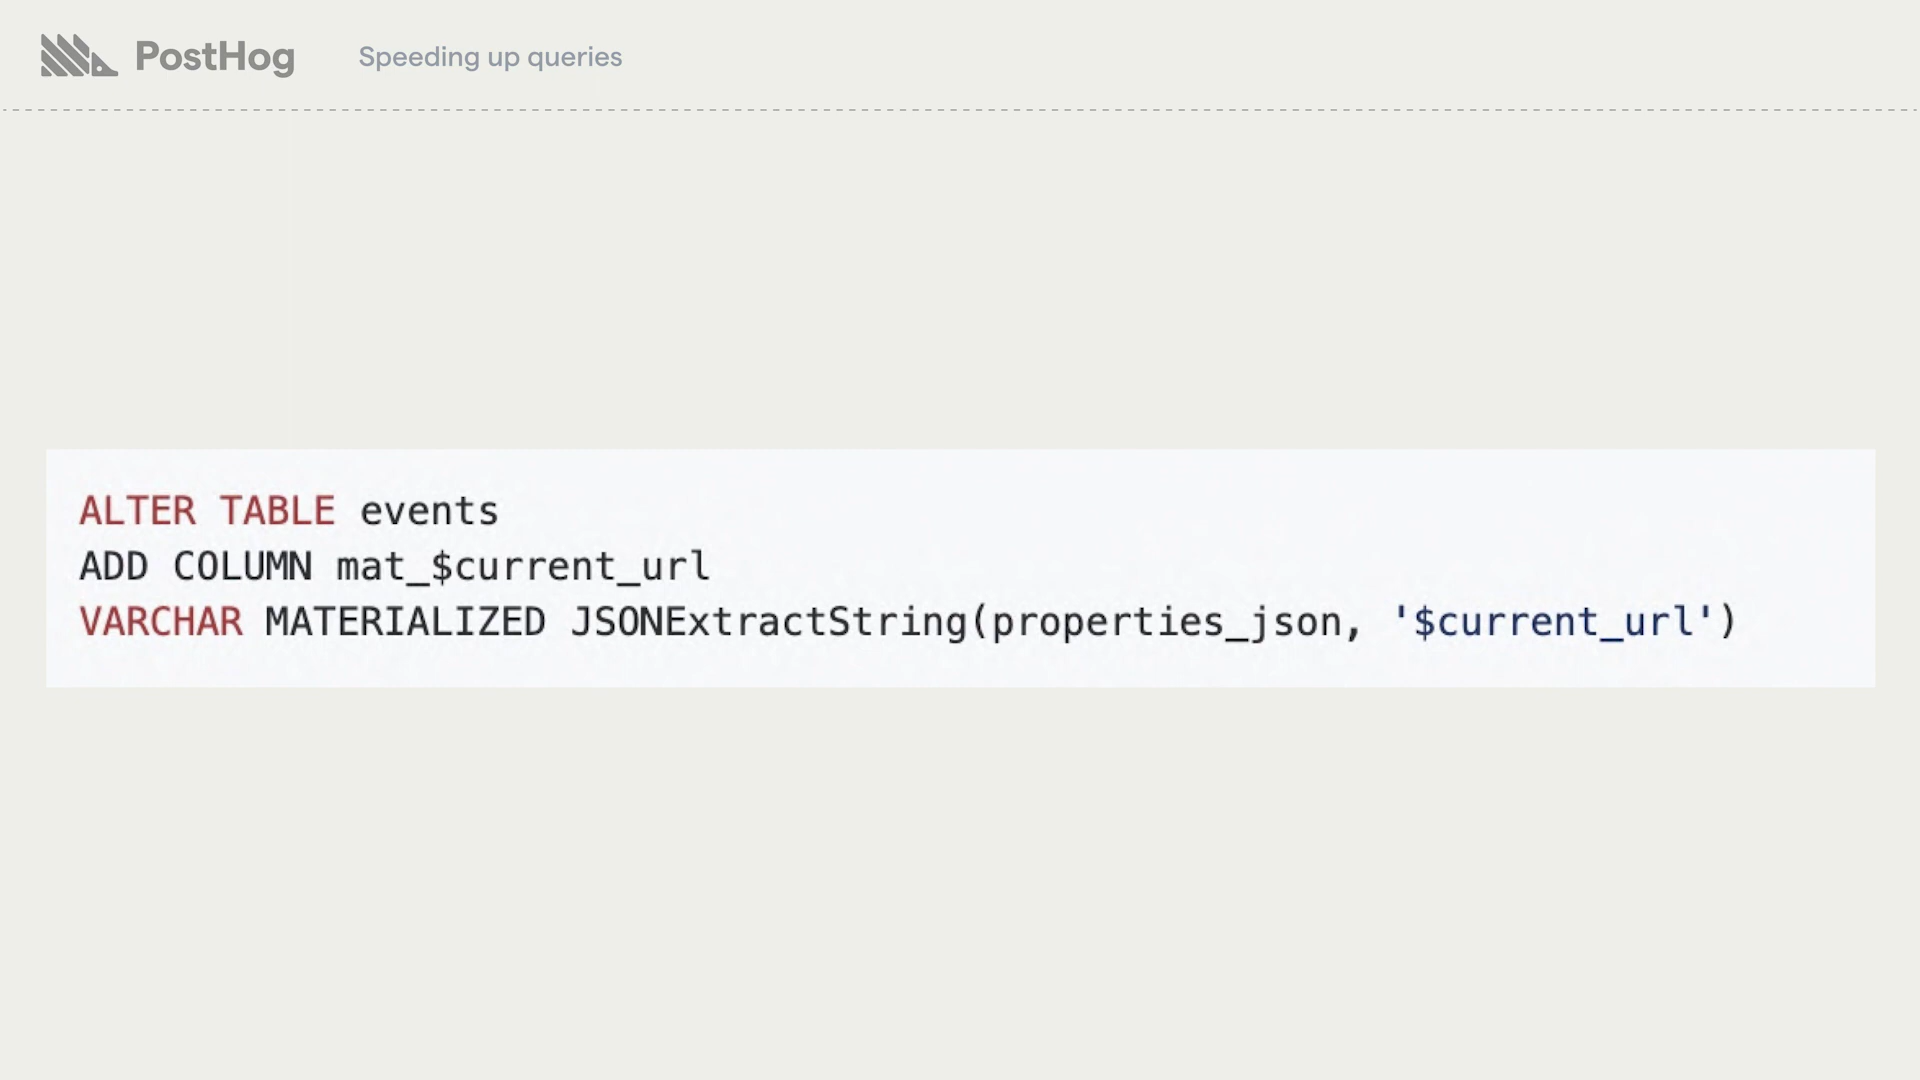 PostHog
Speeding up queries
ALTER TABLE events
ADD COLUMN mat_$current_url
VARCHAR MATERIALIZED JSONExtractString(properties_json, '$current_url')